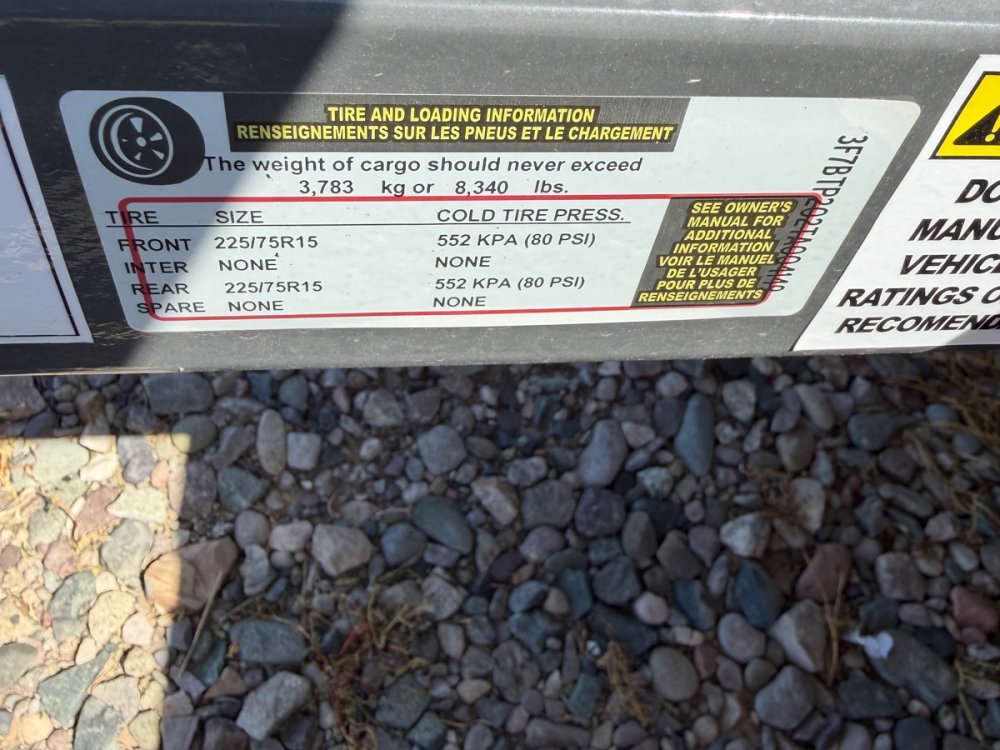 TIRE AND LOADING INFORMATION
RENSEIGNEMENTS SUR LES PNEUS ET LE CHARGEMENT
The weight of cargo should never exceed
3,783 kg or 8,340 lbs.
TIRE SIZE COLD TIRE PRESS.
FRONT 225/75R15 552 KPA (80 PSI)
INTER NONE NONE
REAR 225/75R15 552 KPA (80 PSI)
SPARE NONE NONE
SEE OWNER'S
MANUAL FOR
ADDITIONAL
INFORMATION
VOIR LE MANUEL
DE L'USAGER
POUR PLUS DE
RENSEIGNEMENTS
DO
MANU
VEHIC
RATINGS O
RECOMEND